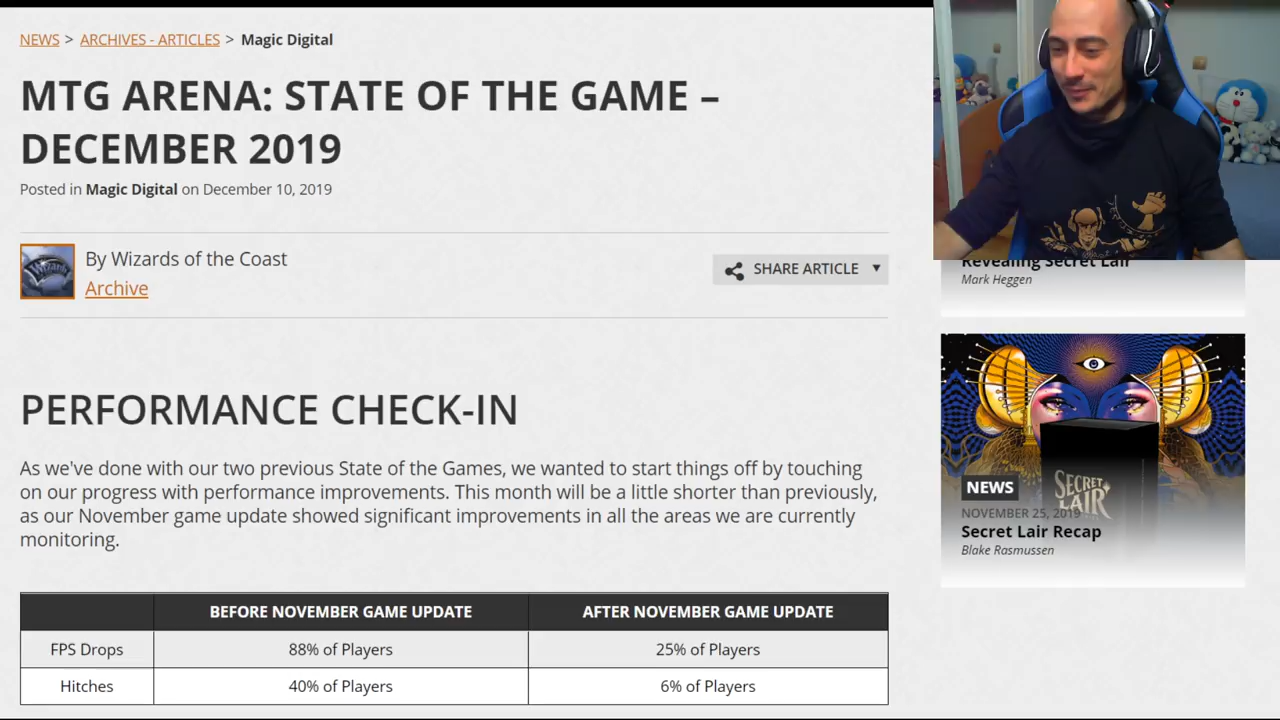 NEWS > ARCHIVES - ARTICLES > Magic Digital
MTG ARENA: STATE OF THE GAME –
DECEMBER 2019
Posted in Magic Digital on December 10, 2019
By Wizards of the Coast
Archive
SHARE ARTICLE
PERFORMANCE CHECK-IN
As we've done with our two previous State of the Games, we wanted to start things off by touching
on our progress with performance improvements. This month will be a little shorter than previously,
as our November game update showed significant improvements in all the areas we are currently
monitoring.
BEFORE NOVEMBER GAME UPDATE AFTER NOVEMBER GAME UPDATE
FPS Drops 88% of Players 25% of Players
Hitches 40% of Players 6% of Players
Revealing Secret Lair
Mark Heggen
SECRET
LAIR
NEWS
NOVEMBER 25, 2019
Secret Lair Recap
Blake Rasmussen